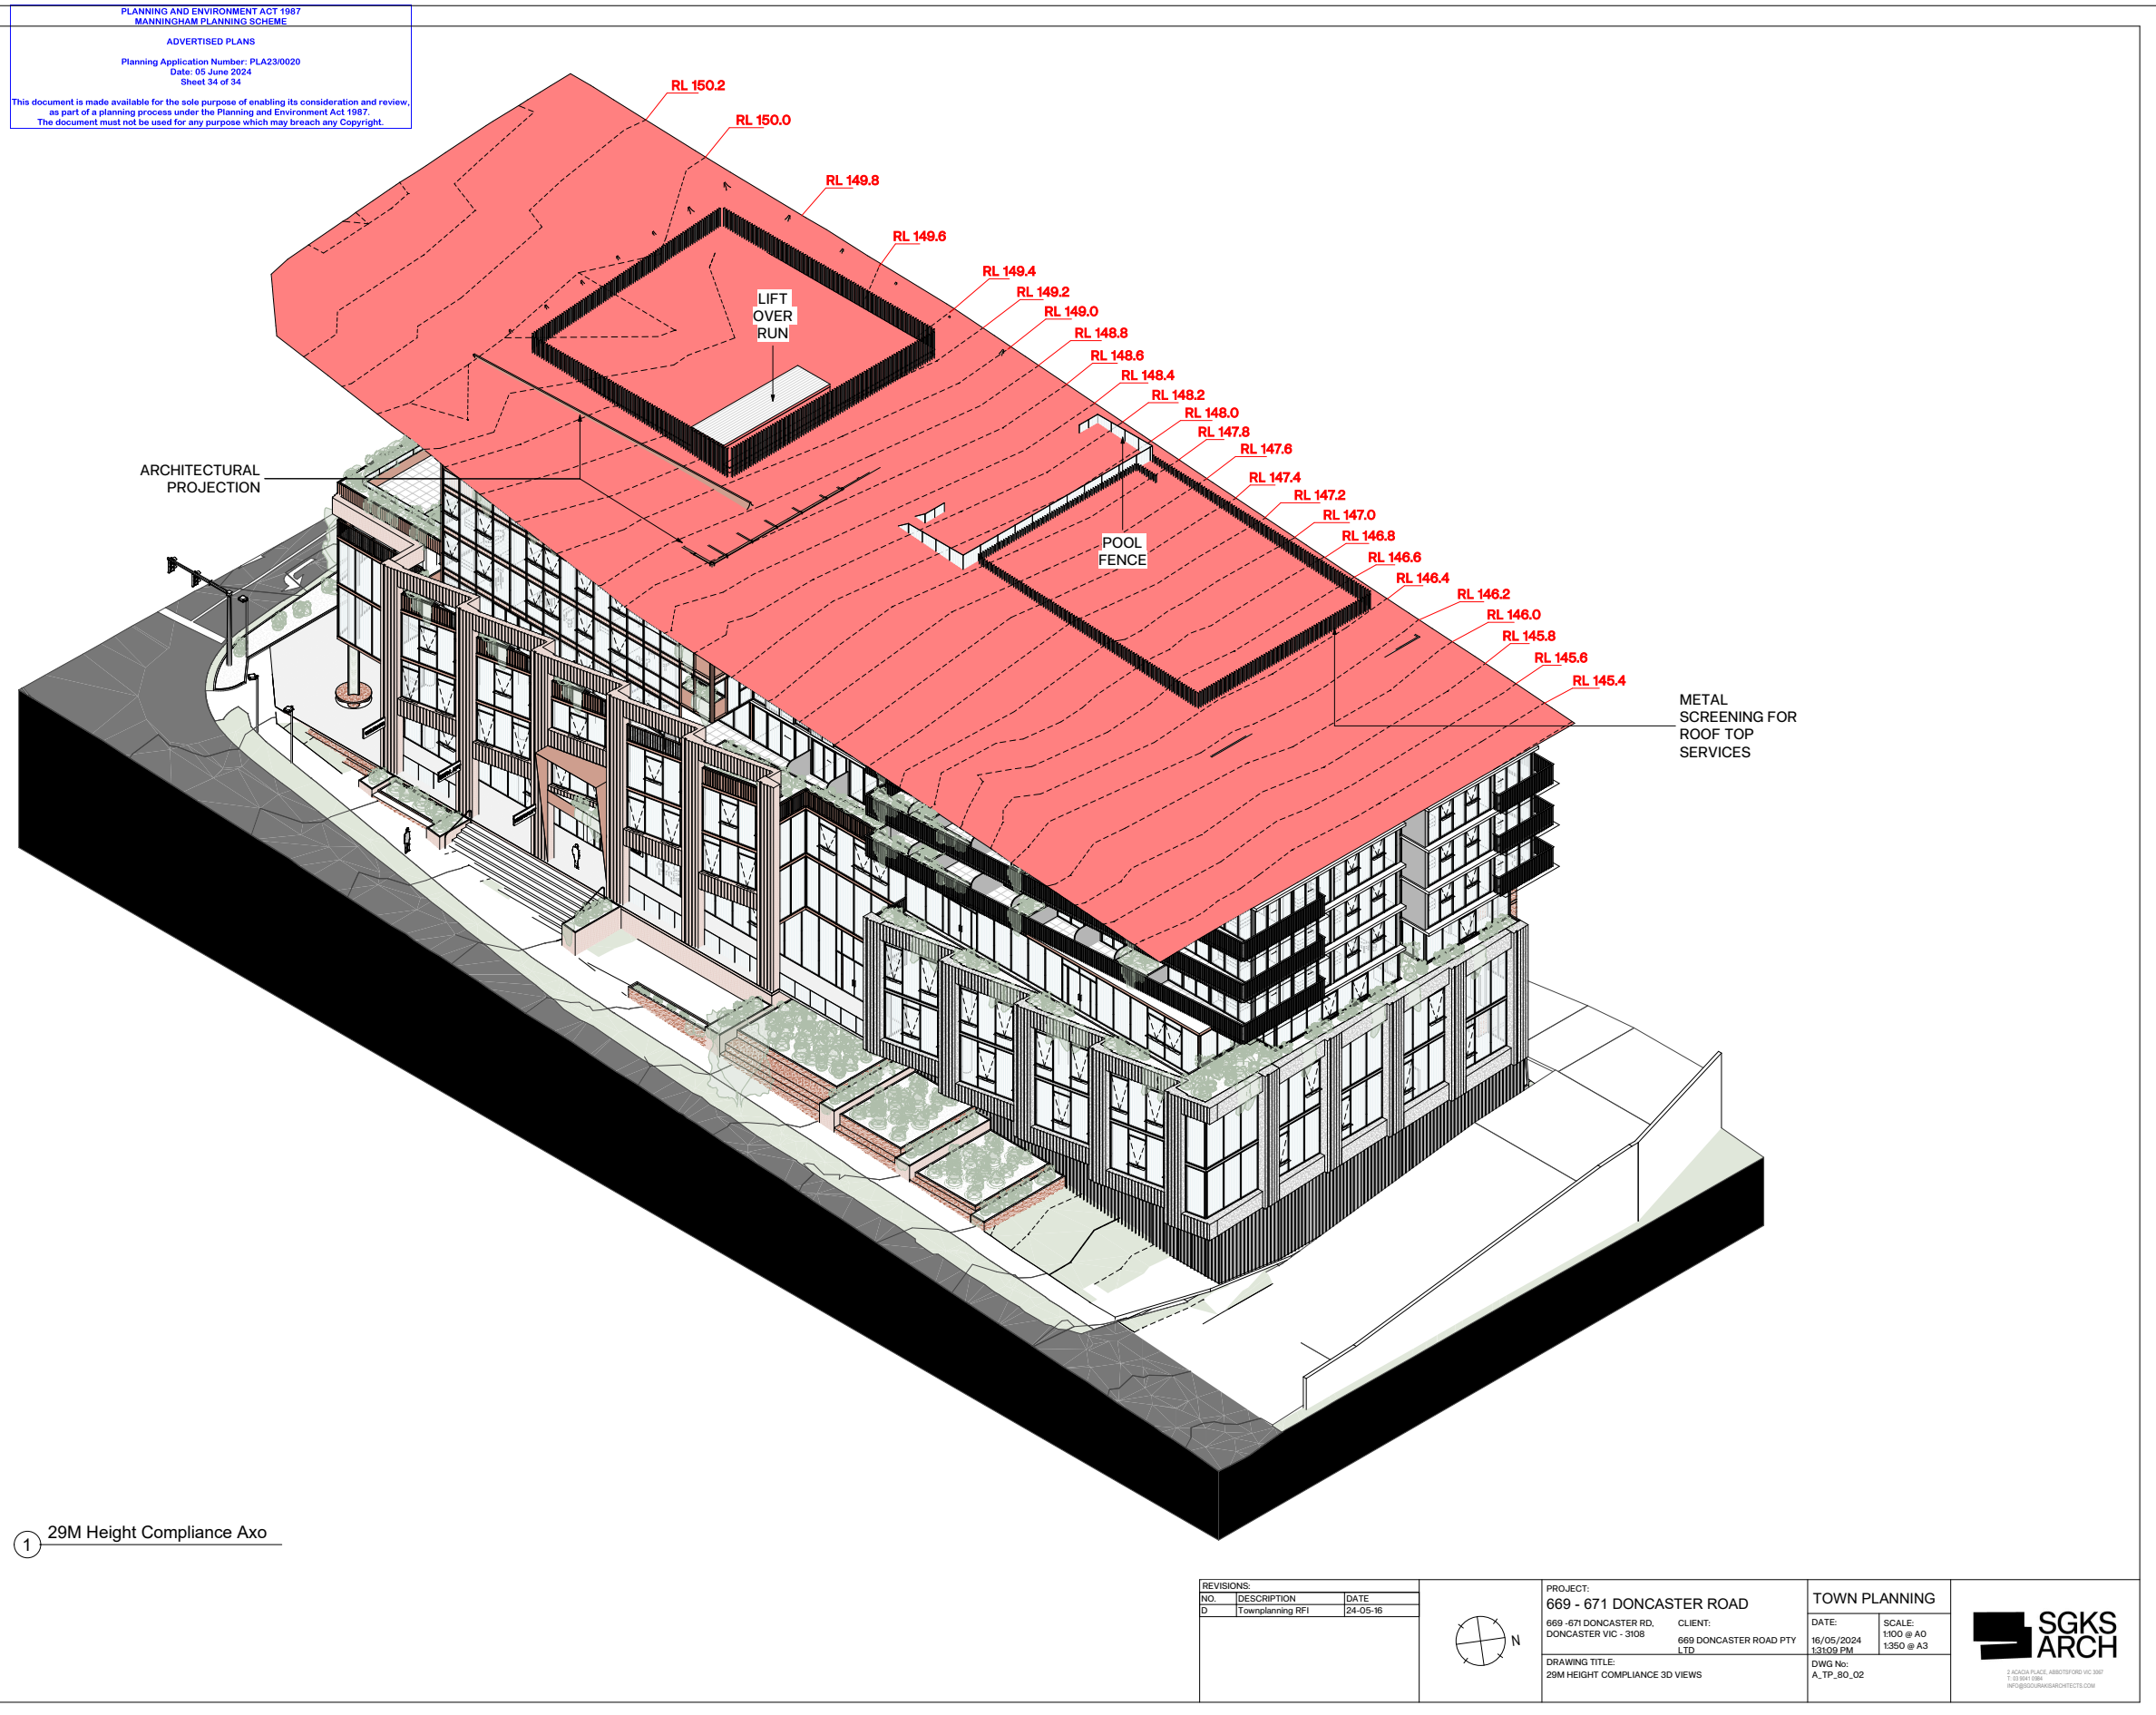 PLANNING AND ENVIRONMENT ACT 1987
MANNINGHAM PLANNING SCHEME
ADVERTISED PLANS
Planning Application Number: PLA23/0020
Date: 05 June 2024
Sheet 34 of 34
This document is made available for the sole purpose of enabling its consideration and review,
as part of a planning process under the Planning and Environment Act 1987.
The document must not be used for any purpose which may breach any Copyright.
RL 150.2
RL 150.0
RL 149.8
RL 149.6
RL 149.4
RL 149.2
RL 149.0
RL 148.8
RL 148.6
RL 148.4
RL 148.2
RL 148.0
RL 147.8
RL 147.6
RL 147.4
RL 147.2
RL 147.0
RL 146.8
RL 146.6
RL 146.4
RL 146.2
RL 146.0
RL 145.8
RL 145.6
RL 145.4
LIFT
OVER
RUN
ARCHITECTURAL
PROJECTION
POOL
FENCE
METAL
SCREENING FOR
ROOF TOP
SERVICES
1
29M Height Compliance Axo
REVISIONS:
NO. DESCRIPTION DATE
D Townplanning RFI 24-05-16
N
PROJECT:
669 - 671 DONCASTER ROAD
669 -671 DONCASTER RD,
DONCASTER VIC - 3108
CLIENT:
669 DONCASTER ROAD PTY
LTD
DRAWING TITLE:
29M HEIGHT COMPLIANCE 3D VIEWS
TOWN PLANNING
DATE:
16/05/2024
1:31:09 PM
SCALE:
1:100 @ A0
1:350 @ A3
DWG No:
A_TP_80_02
SGKS
ARCH
2 ACACIA PLACE, ABBOTSFORD VIC 3067
INFO@SGOURAKISARCHITECTS.COM